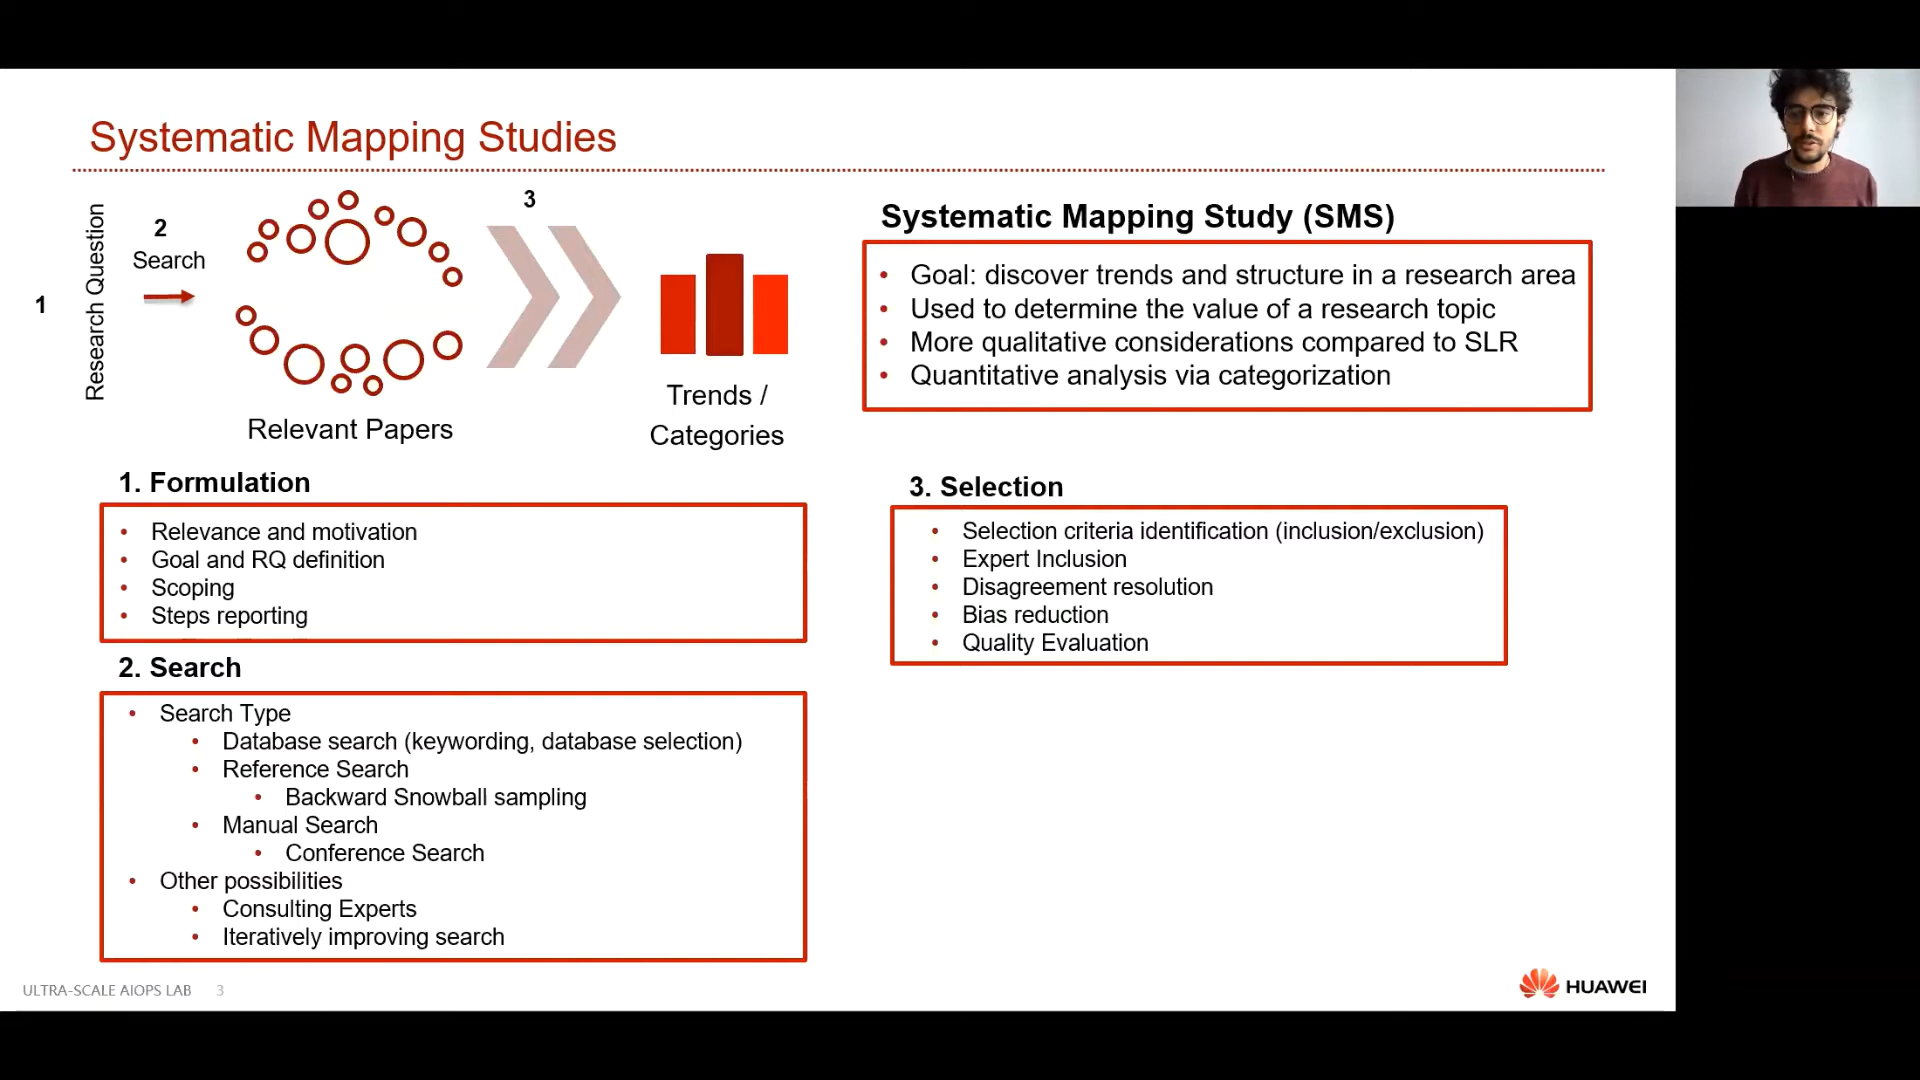 Systematic Mapping Studies
1
Research Question
2
Search
Relevant Papers
3
Trends /
Categories
Systematic Mapping Study (SMS)
• Goal: discover trends and structure in a research area
• Used to determine the value of a research topic
• More qualitative considerations compared to SLR
• Quantitative analysis via categorization
1. Formulation
• Relevance and motivation
• Goal and RQ definition
• Scoping
• Steps reporting
2. Search
• Search Type
• Database search (keywording, database selection)
• Reference Search
• Backward Snowball sampling
• Manual Search
• Conference Search
• Other possibilities
• Consulting Experts
• Iteratively improving search
3. Selection
• Selection criteria identification (inclusion/exclusion)
• Expert Inclusion
• Disagreement resolution
• Bias reduction
• Quality Evaluation
ULTRA-SCALE AIOPS LAB 3
HUAWEI